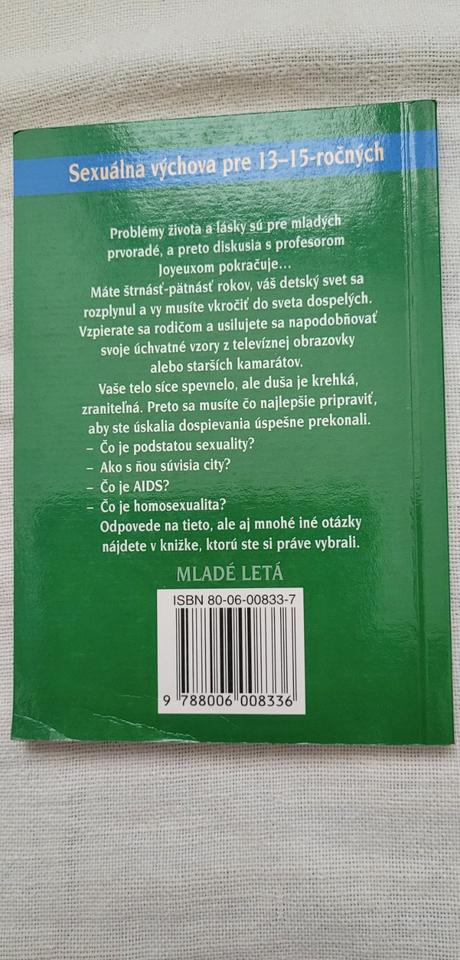 Sexuálna výchova pre 13–15-ročných
Problémy života a lásky sú pre mladých
prvoradé, a preto diskusia s profesorom
Joyeuxom pokračuje...
Máte štrnásť-pätnásť rokov, váš detský svet sa
rozplynul a vy musíte vkročiť do sveta dospelých.
Vzpierate sa rodičom a usilujete sa napodobňovať
svoje úchvatné vzory z televíznej obrazovky
alebo starších kamarátov.
Vaše telo síce spevnelo, ale duša je krehká,
zraniteľná. Preto sa musíte čo najlepšie pripraviť,
aby ste úskalia dospievania úspešne prekonali.
– Čo je podstatou sexuality?
– Ako s ňou súvisia city?
– Čo je AIDS?
– Čo je homosexualita?
Odpovede na tieto, ale aj mnohé iné otázky
nájdete v knižke, ktorú ste si práve vybrali.
MLADÉ LETÁ
ISBN 80-06-00833-7
9 788006 008336